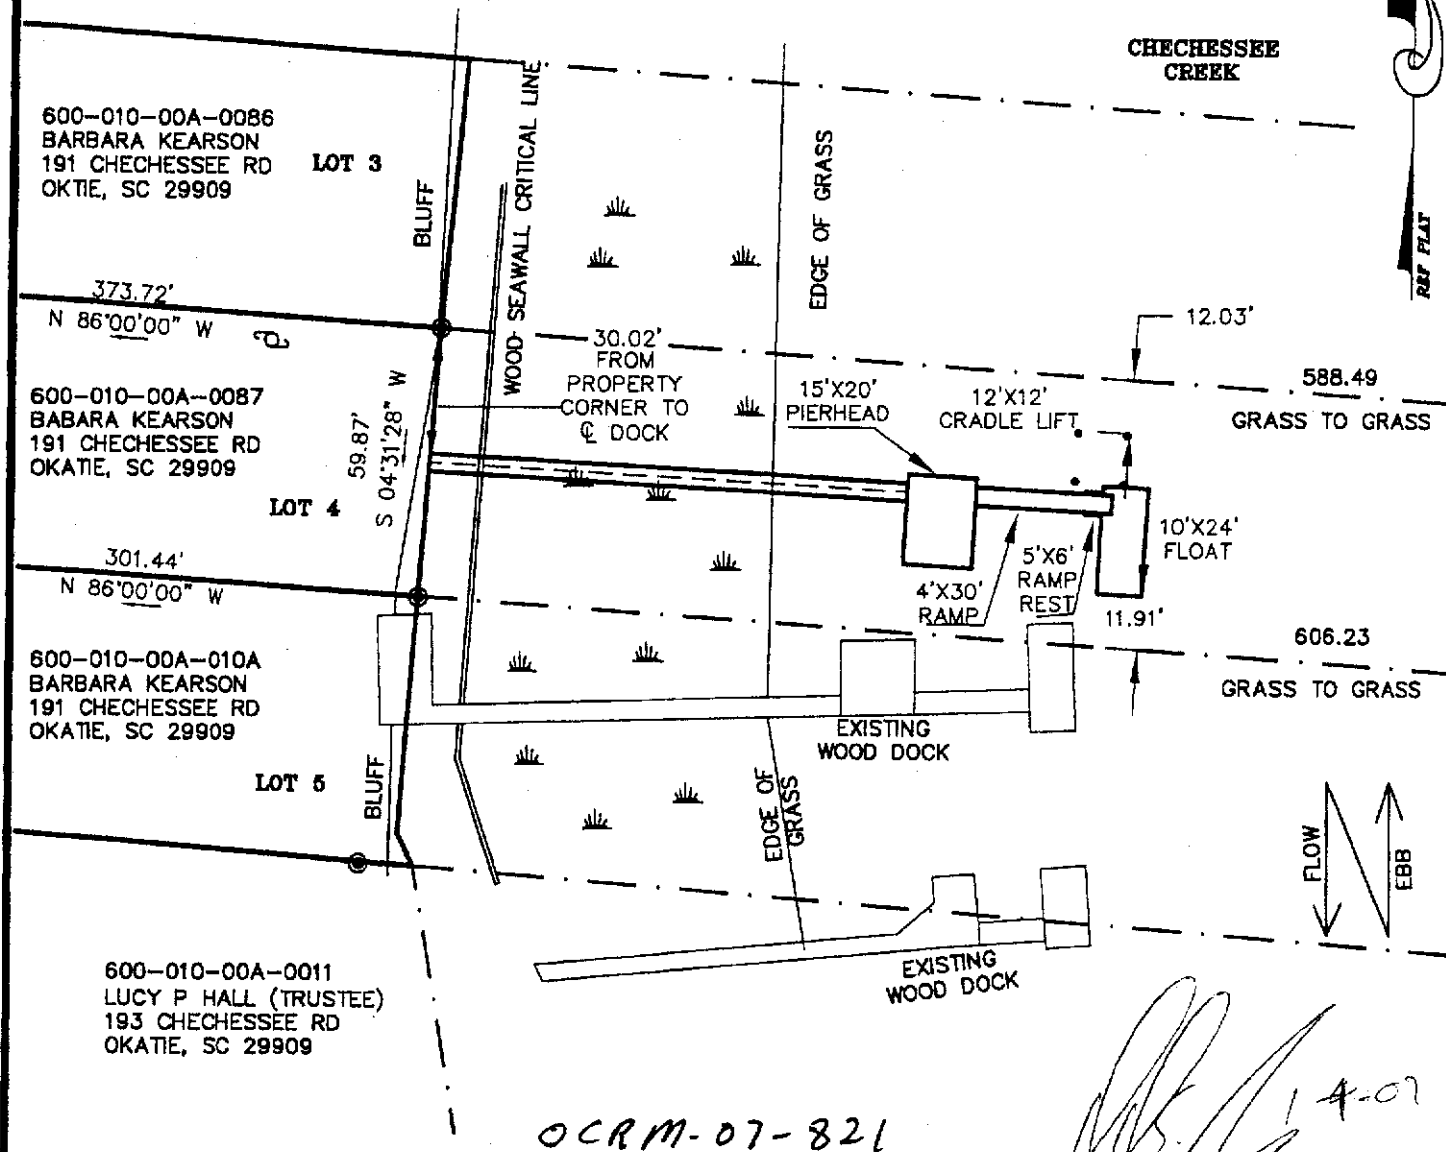 CHECHESSEE
CREEK
REF PLAT
600-010-00A-0086
BARBARA KEARSON
191 CHECHESSEE RD
OKTIE, SC 29909
LOT 3
BLUFF
WOOD SEAWALL CRITICAL LINE
EDGE OF GRASS
373.72'
N 86°00'00" W
30.02'
FROM
PROPERTY
CORNER TO
℄ DOCK
12.03'
15'X20'
PIERHEAD
12'X12'
CRADLE LIFT
588.49
GRASS TO GRASS
600-010-00A-0087
BABARA KEARSON
191 CHECHESSEE RD
OKATIE, SC 29909
LOT 4
59.87'
S 04°31'28" W
10'X24'
FLOAT
5'X6'
RAMP
REST
4'X30'
RAMP
11.91'
301.44'
N 86°00'00" W
606.23
GRASS TO GRASS
600-010-00A-010A
BARBARA KEARSON
191 CHECHESSEE RD
OKATIE, SC 29909
LOT 5
BLUFF
EXISTING
WOOD DOCK
EDGE OF
GRASS
FLOW
EBB
EXISTING
WOOD DOCK
600-010-00A-0011
LUCY P HALL (TRUSTEE)
193 CHECHESSEE RD
OKATIE, SC 29909
OCRM-07-821